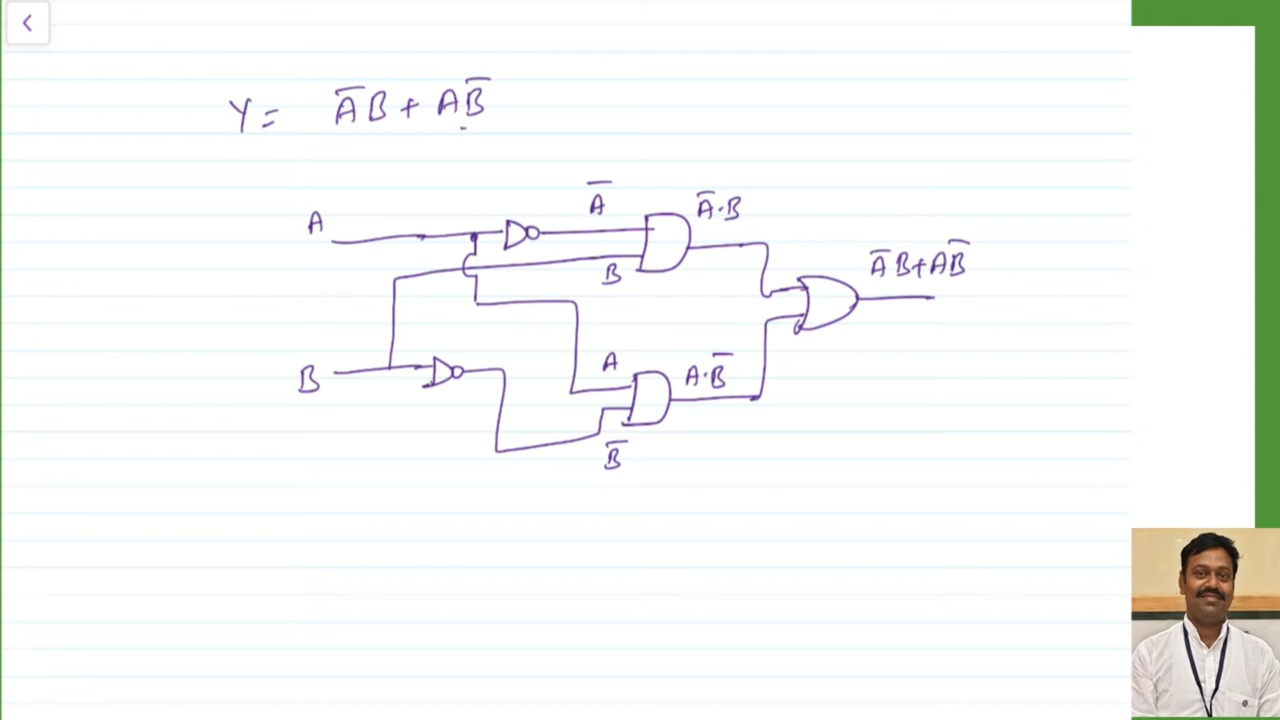 Y = A̅B + AB̅
A̅
A
A̅·B
B
A̅B+AB̅
A
A·B̅
B
B̅